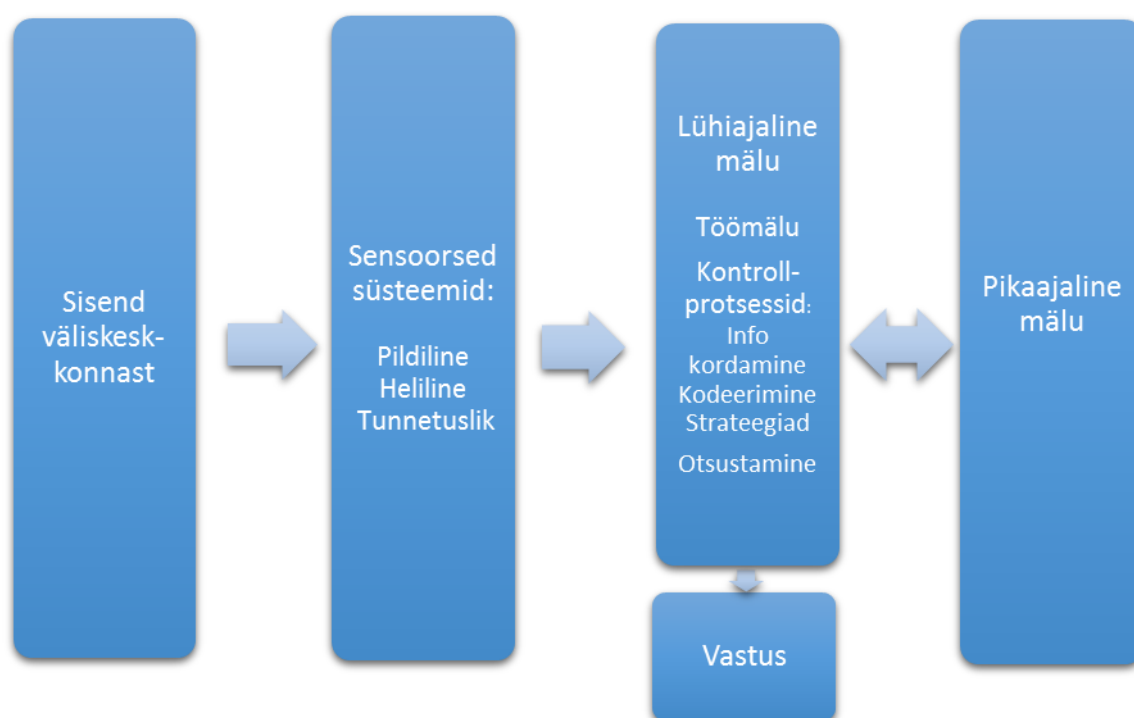 Sisend
väliskesk-
konnast
Sensoorsed
süsteemid:
Pildiline
Heliline
Tunnetuslik
Lühiajaline
mälu
Töömälu
Kontroll-
protsessid:
Info
kordamine
Kodeerimine
Strateegiad
Otsustamine
Vastus
Pikaajaline
mälu